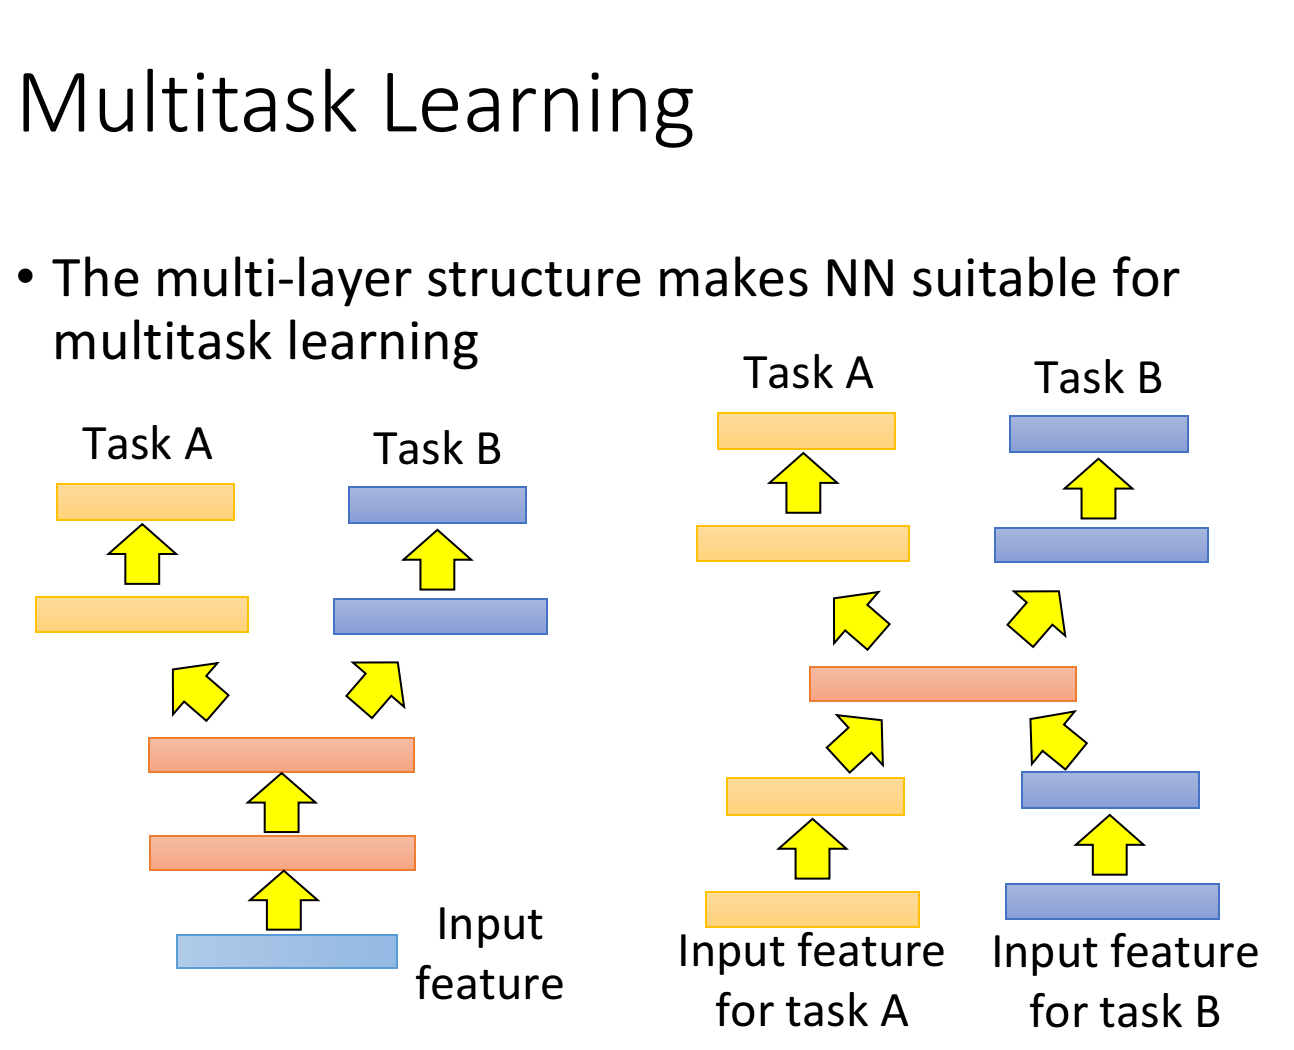 Multitask Learning
• The multi-layer structure makes NN suitable for
multitask learning
Task A
Task B
Input
feature
Task A
Task B
Input feature
for task A
Input feature
for task B